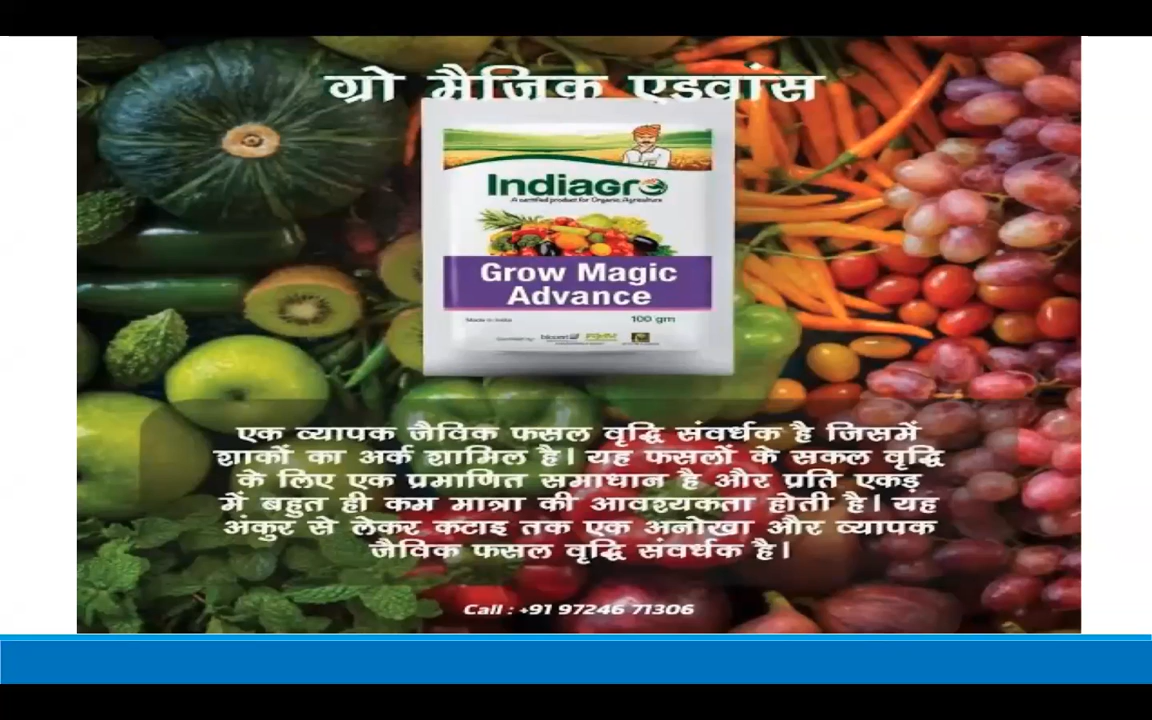 ग्रो मैजिक एडवांस
Indiagro
A certified product for Organic Agriculture
Grow Magic
Advance
Made in India
100 gm
एक व्यापक जैविक फसल वृद्धि संवर्धक है जिसमें
शाकों का अर्क शामिल है। यह फसलों के सकल वृद्धि
के लिए एक प्रमाणित समाधान है और प्रति एकड़
में बहुत ही कम मात्रा की आवश्यकता होती है। यह
अंकुर से लेकर कटाइ तक एक अनोखा और व्यापक
जैविक फसल वृद्धि संवर्धक है।
Call : +91 97246 71306